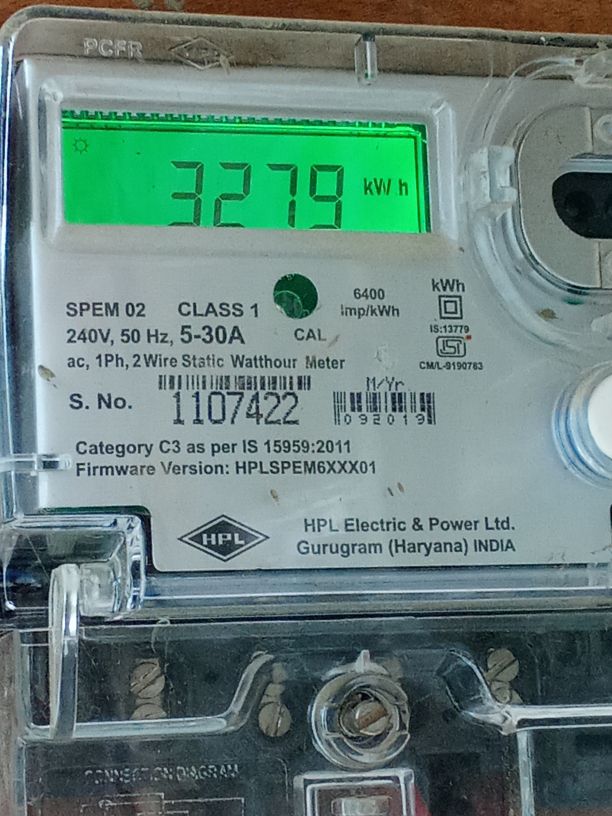 PCFR
3279 kWh
SPEM 02 CLASS 1
240V, 50 Hz, 5-30A
CAL
6400
Imp/kWh
kWh
IS:13779
ISI
CM/L-9190783
ac, 1Ph, 2Wire Static Watthour Meter
M/Yr
S. No. 1107422
092019
Category C3 as per IS 15959:2011
Firmware Version: HPLSPEM6XXX01
HPL
HPL Electric & Power Ltd.
Gurugram (Haryana) INDIA
CONNECTION DIAGRAM